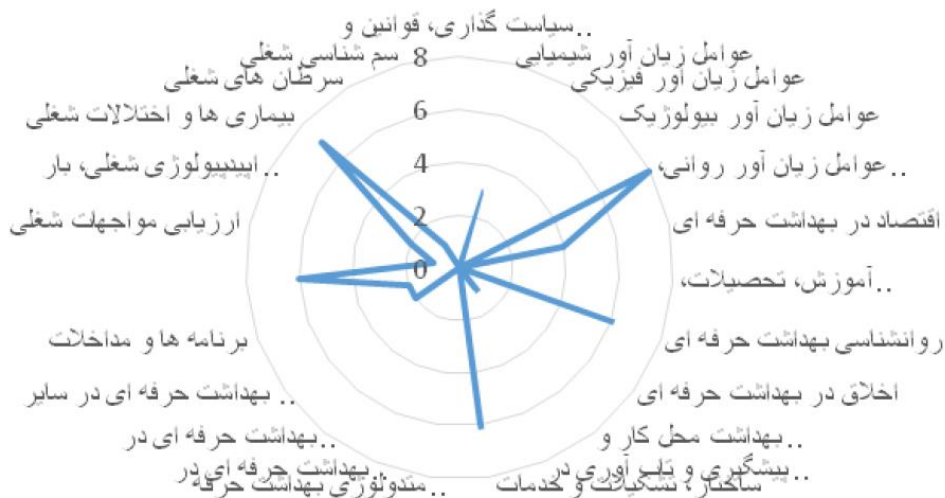 سیاست گذاری، قوانین و..
عوامل زیان آور شیمیایی
عوامل زیان آور فیزیکی
عوامل زیان آور بیولوژیک
عوامل زیان آور روانی،..
اقتصاد در بهداشت حرفه ای
آموزش، تحصیلات،..
روانشناسی بهداشت حرفه ای
اخلاق در بهداشت حرفه ای
بهداشت محل کار و..
پیشگیری و تاب آوری در..
ساختار، تشکیلات و خدمات
متدولوژی بهداشت حرفه..
بهداشت حرفه ای در..
بهداشت حرفه ای در..
بهداشت حرفه ای در سایر..
برنامه ها و مداخلات
ارزیابی مواجهات شغلی
اپیدمیولوژی شغلی، بار..
بیماری ها و اختلالات شغلی
سرطان های شغلی
سم شناسی شغلی
8
6
4
2
0